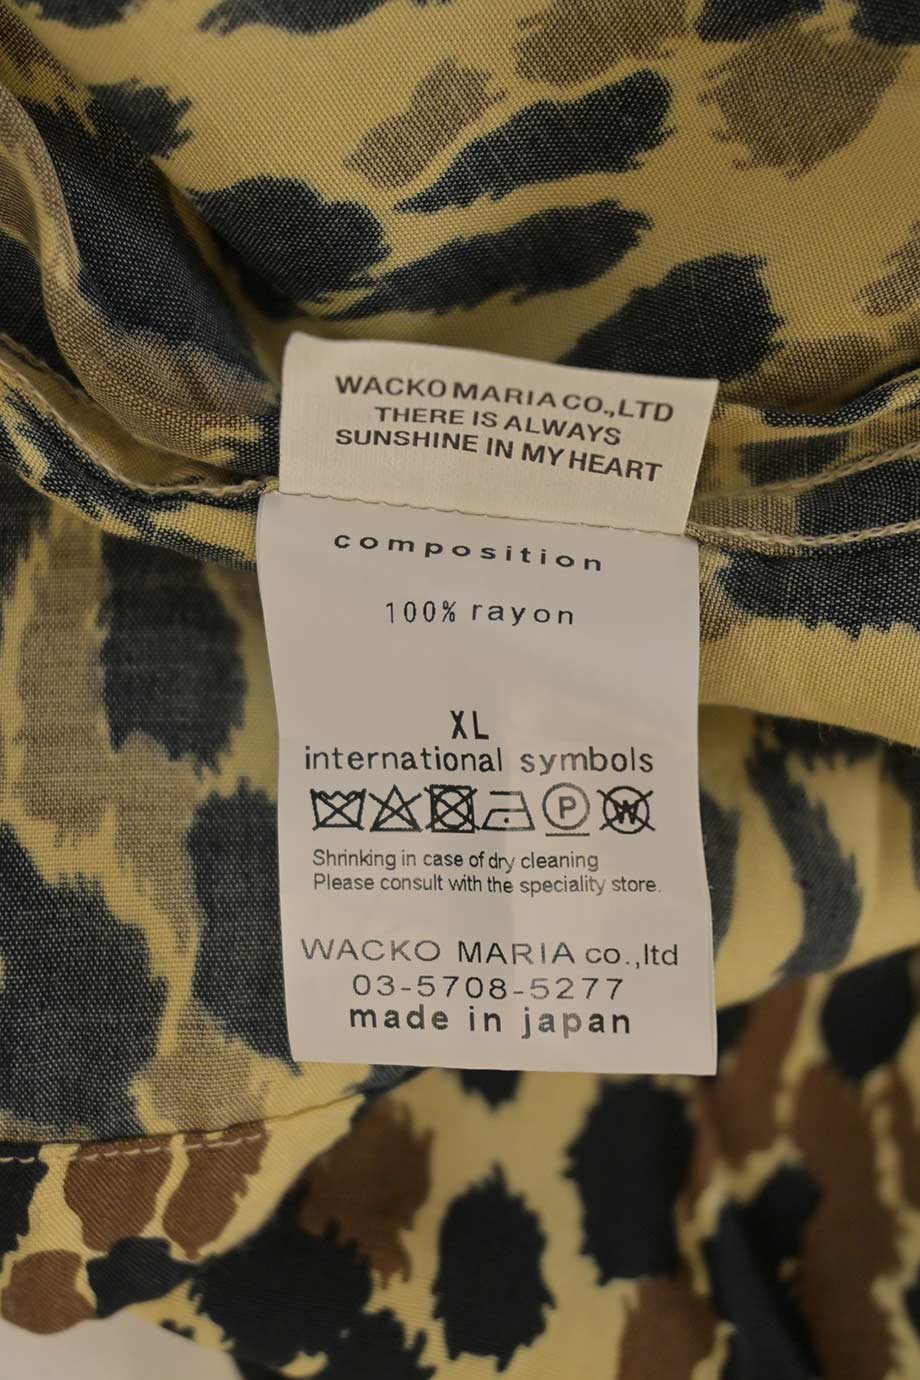 WACKO MARIA CO.,LTD
THERE IS ALWAYS
SUNSHINE IN MY HEART
composition
100% rayon
XL
international symbols
P W
Shrinking in case of dry cleaning
Please consult with the speciality store.
WACKO MARIA co.,ltd
03-5708-5277
made in japan